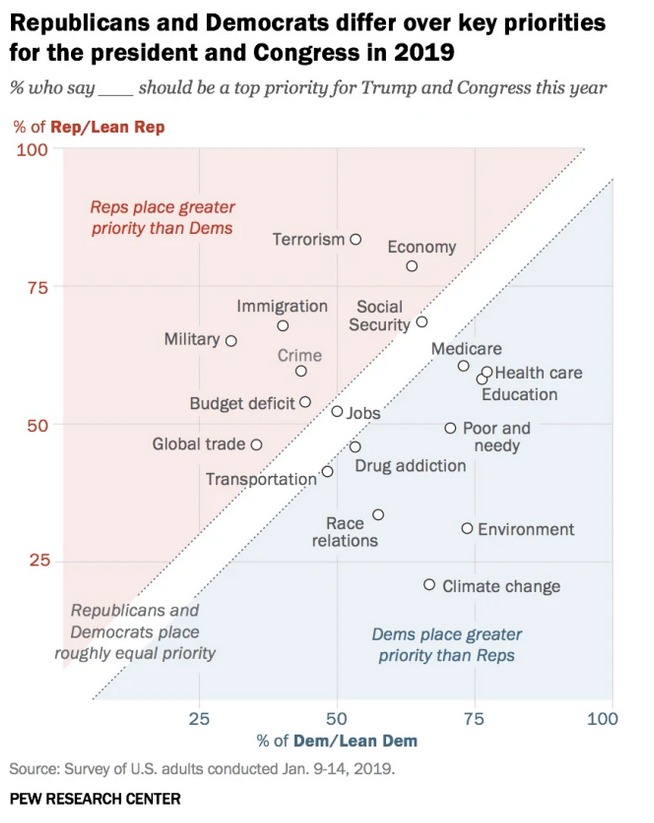 Republicans and Democrats differ over key priorities
for the president and Congress in 2019
% who say ___ should be a top priority for Trump and Congress this year
% of Rep/Lean Rep
100
Reps place greater
priority than Dems
Terrorism
Economy
75
Immigration
Social
Security
Military
Medicare
Crime
Health care
Education
Budget deficit
Jobs
50
Poor and
needy
Global trade
Drug addiction
Transportation
Race
relations
Environment
25
Climate change
Republicans and
Democrats place
roughly equal priority
Dems place greater
priority than Reps
25
50
75
100
% of Dem/Lean Dem
Source: Survey of U.S. adults conducted Jan. 9-14, 2019.
PEW RESEARCH CENTER